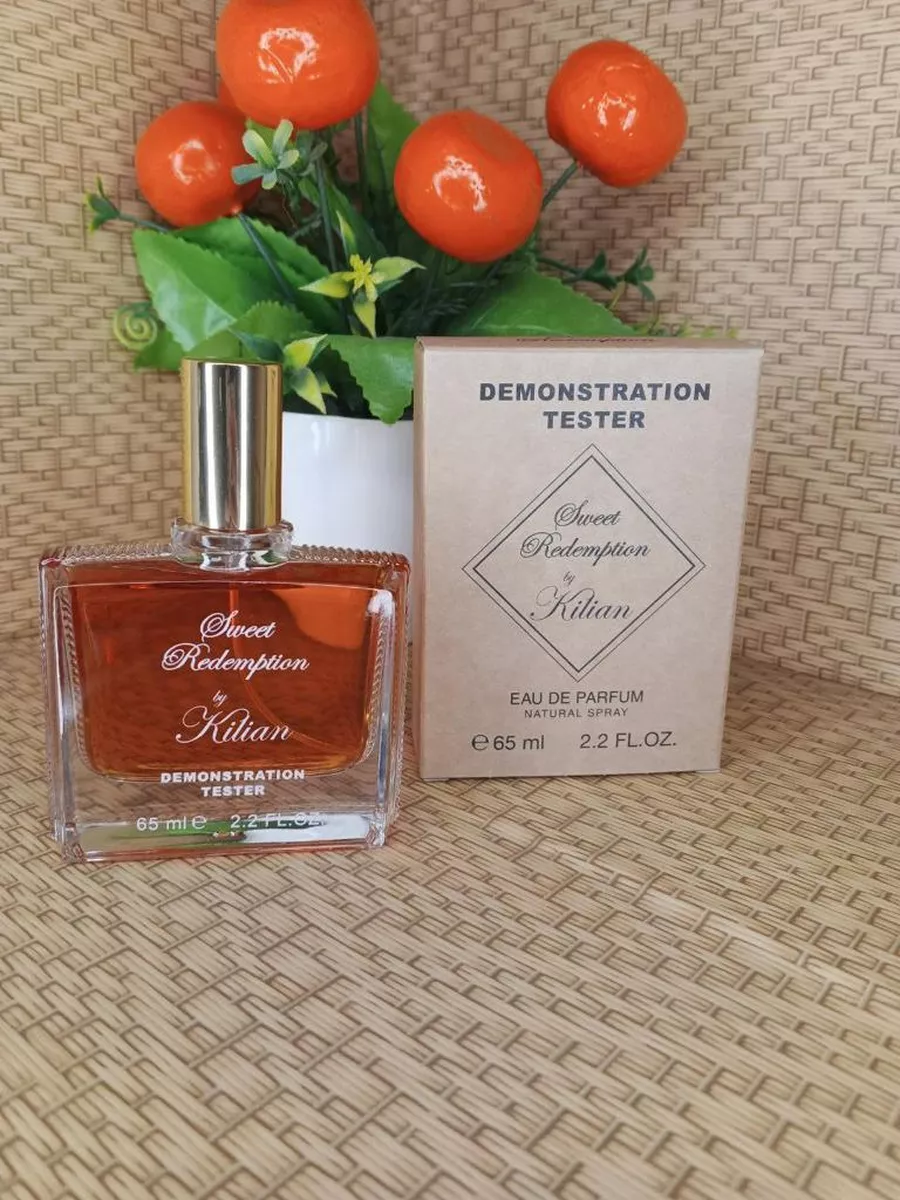 DEMONSTRATION
TESTER
Sweet
Redemption
by
Kilian
EAU DE PARFUM
NATURAL SPRAY
℮ 65 ml 2.2 FL.OZ.
Sweet
Redemption
by
Kilian
DEMONSTRATION
TESTER
65 ml ℮ 2.2 FL.OZ.